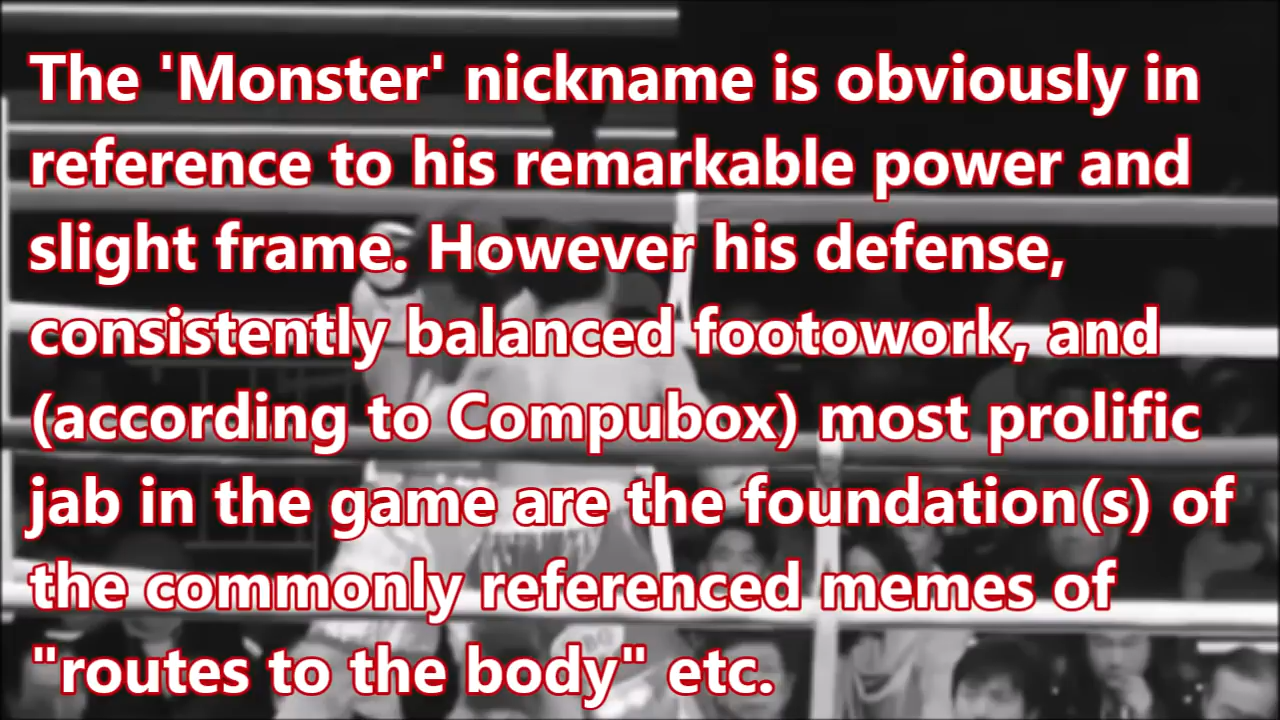 The 'Monster' nickname is obviously in
reference to his remarkable power and
slight frame. However his defense,
consistently balanced footowork, and
(according to Compubox) most prolific
jab in the game are the foundation(s) of
the commonly referenced memes of
"routes to the body" etc.